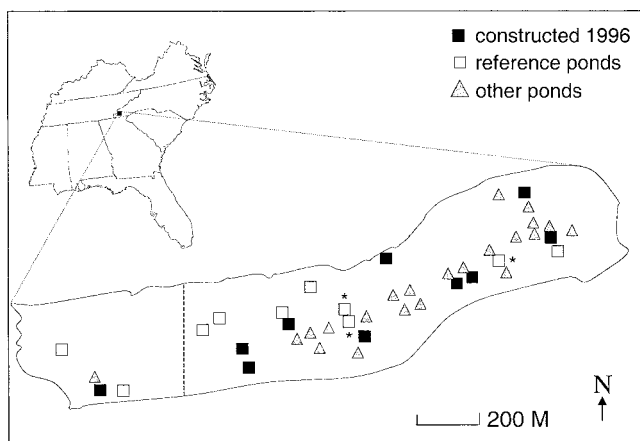 constructed 1996
reference ponds
other ponds
*
*
*
N
200 M